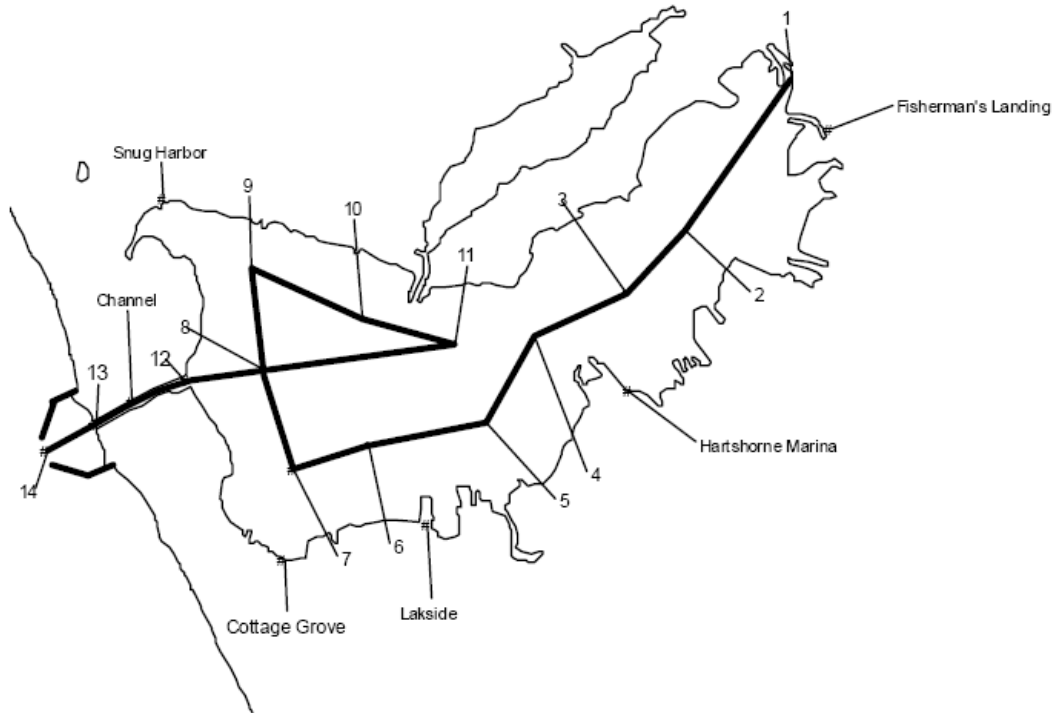 1
Fisherman's Landing
Snug Harbor
9
3
10
11
2
Channel
8
12
13
Hartshorne Marina
4
14
5
6
7
Lakside
Cottage Grove